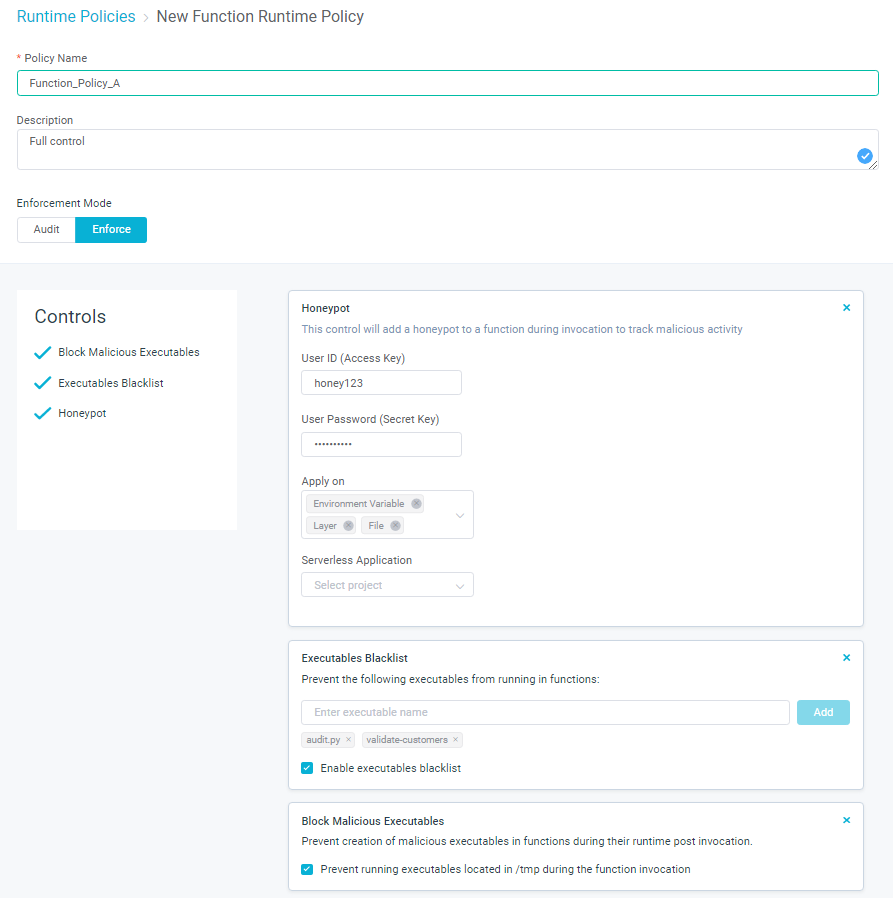 Runtime Policies > New Function Runtime Policy
* Policy Name
Function_Policy_A
Description
Full control
Enforcement Mode
Audit Enforce
Controls
Block Malicious Executables
Executables Blacklist
Honeypot
Honeypot
This control will add a honeypot to a function during invocation to track malicious activity
User ID (Access Key)
honey123
User Password (Secret Key)
••••••••••
Apply on
Environment Variable
Layer File
Serverless Application
Select project
Executables Blacklist
Prevent the following executables from running in functions:
Enter executable name Add
audit.py × validate-customers ×
Enable executables blacklist
Block Malicious Executables
Prevent creation of malicious executables in functions during their runtime post invocation.
Prevent running executables located in /tmp during the function invocation